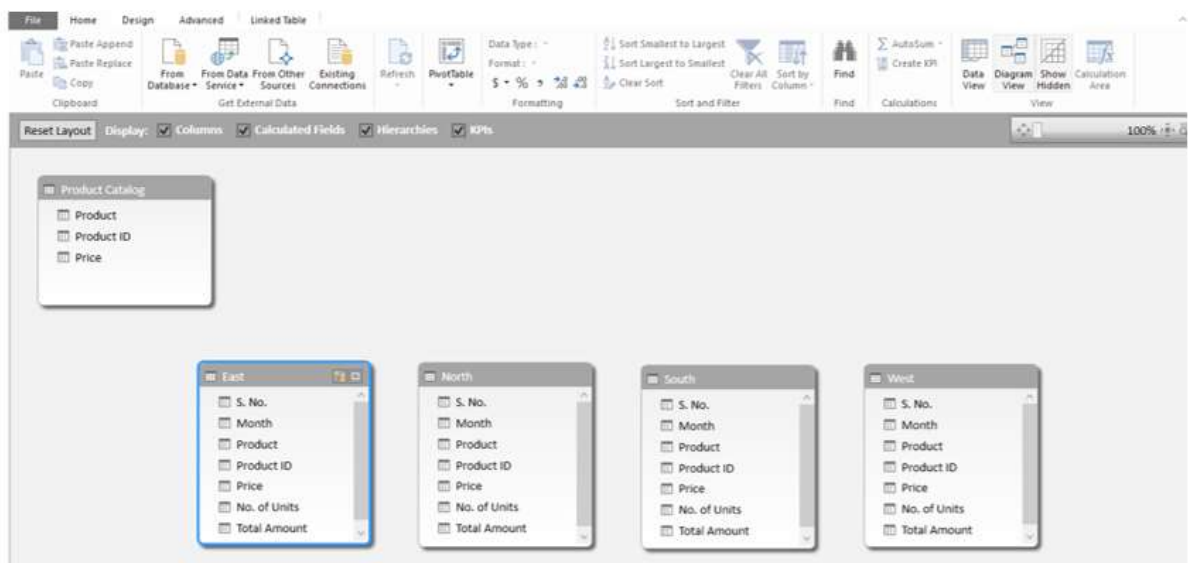 File Home Design Advanced Linked Table
Paste
Paste Append
Paste Replace
Copy
Clipboard
From Database
From Data Service
From Other Sources
Existing Connections
Get External Data
Refresh
PivotTable
Data Type :
Format :
$ % ,
Formatting
Sort Smallest to Largest
Sort Largest to Smallest
Clear Sort
Clear All Filters
Sort by Column
Sort and Filter
Find
Find
AutoSum
Create KPI
Calculations
Data View
Diagram View
Show Hidden
Calculation Area
View
Reset Layout Display: Columns Calculated Fields Hierarchies KPIs 100%
Product Catalog
Product
Product ID
Price
East
S. No.
Month
Product
Product ID
Price
No. of Units
Total Amount
North
S. No.
Month
Product
Product ID
Price
No. of Units
Total Amount
South
S. No.
Month
Product
Product ID
Price
No. of Units
Total Amount
West
S. No.
Month
Product
Product ID
Price
No. of Units
Total Amount